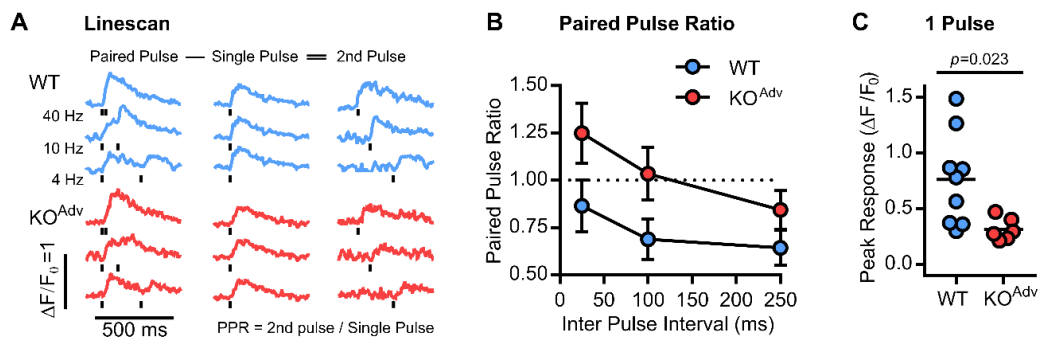 A Linescan
Paired Pulse — Single Pulse = 2nd Pulse
WT
40 Hz
10 Hz
4 Hz
KO^Adv
ΔF/F₀=1
500 ms
PPR = 2nd pulse / Single Pulse
B Paired Pulse Ratio
WT
KO^Adv
Paired Pulse Ratio
1.50
1.25
1.00
0.75
0.50
0 50 100 150 200 250
Inter Pulse Interval (ms)
C 1 Pulse
p=0.023
Peak Response (ΔF/F₀)
1.5
1.0
0.5
0.0
WT KO^Adv